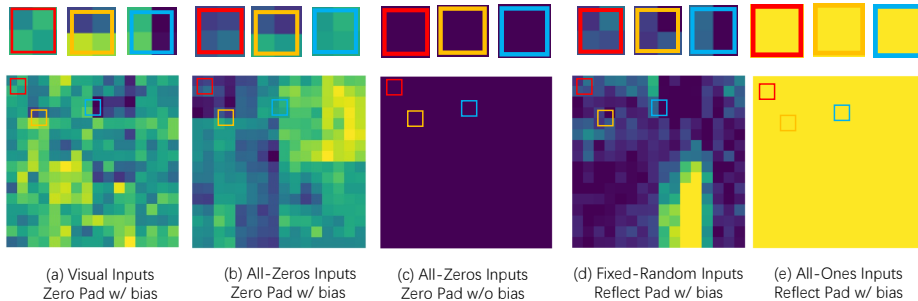 (a) Visual Inputs
Zero Pad w/ bias
(b) All-Zeros Inputs
Zero Pad w/ bias
(c) All-Zeros Inputs
Zero Pad w/o bias
(d) Fixed-Random Inputs
Reflect Pad w/ bias
(e) All-Ones Inputs
Reflect Pad w/ bias